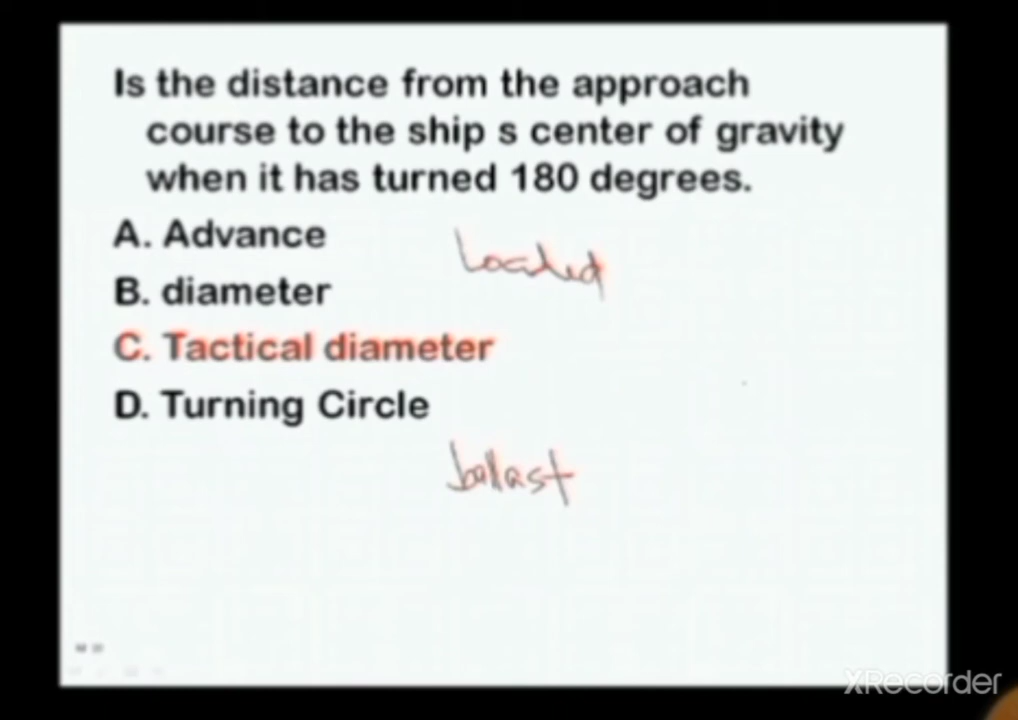 Is the distance from the approach
course to the ship s center of gravity
when it has turned 180 degrees.
A. Advance
Loaded
B. diameter
C. Tactical diameter
D. Turning Circle
ballast
XRecorder